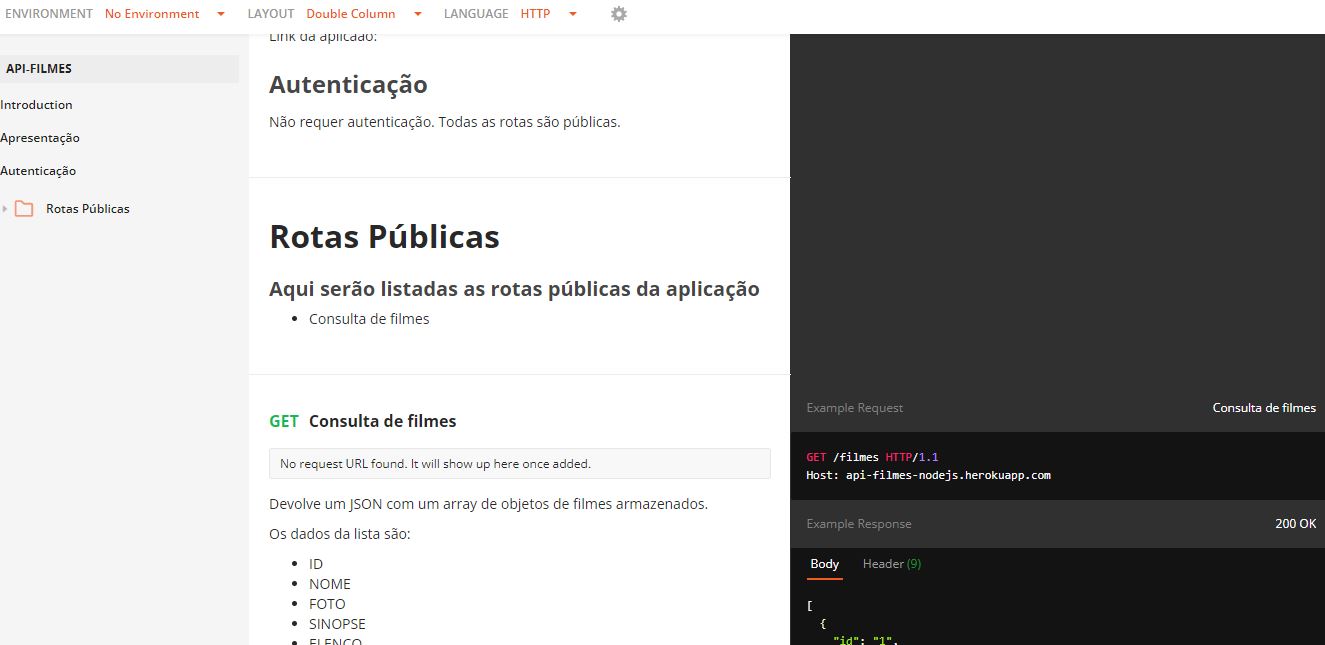 ENVIRONMENT No Environment LAYOUT Double Column LANGUAGE HTTP
API-FILMES
Introduction
Apresentação
Autenticação
Rotas Públicas
Link da aplicaão:
Autenticação
Não requer autenticação. Todas as rotas são públicas.
Rotas Públicas
Aqui serão listadas as rotas públicas da aplicação
Consulta de filmes
GET Consulta de filmes
No request URL found. It will show up here once added.
Devolve um JSON com um array de objetos de filmes armazenados.
Os dados da lista são:
ID
NOME
FOTO
SINOPSE
ELENCO
Example Request Consulta de filmes
GET /filmes HTTP/1.1
Host: api-filmes-nodejs.herokuapp.com
Example Response 200 OK
Body Header (9)
[
{
"id": "1",